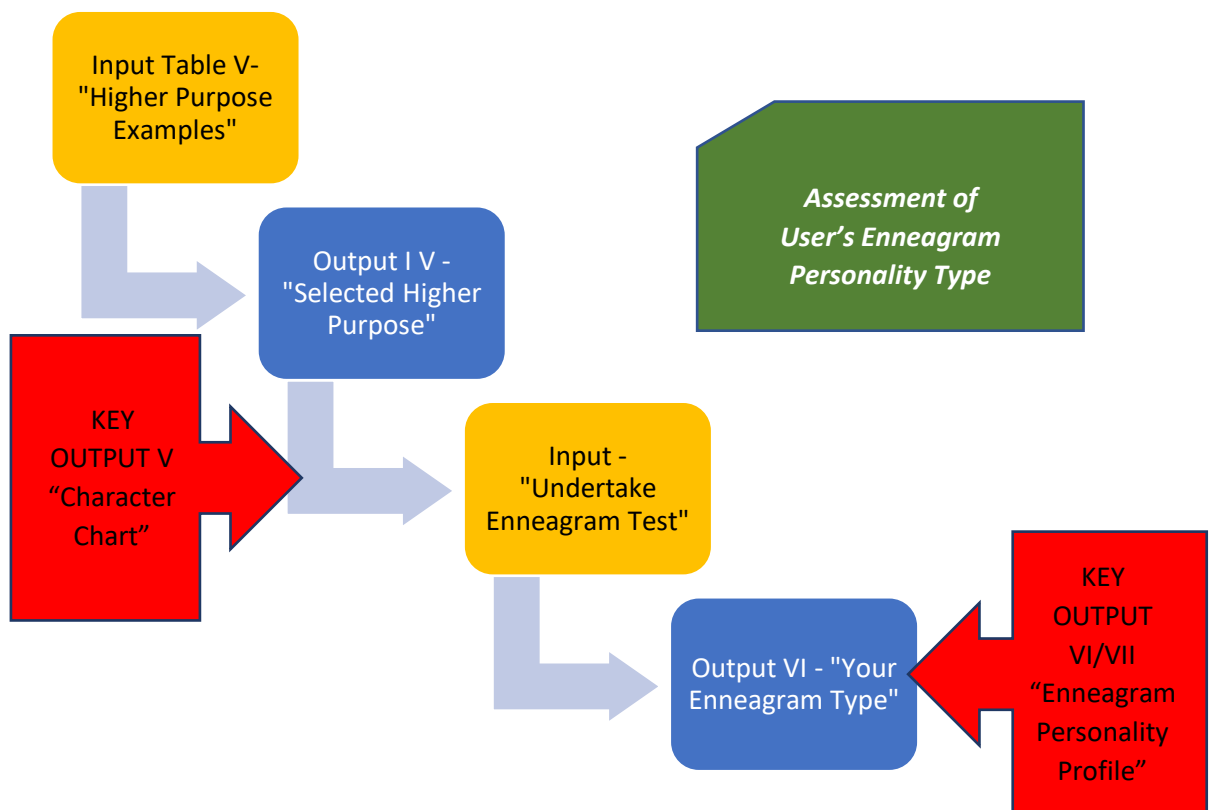 Input Table V-
"Higher Purpose
Examples"
Assessment of
User’s Enneagram
Personality Type
Output I V -
"Selected Higher
Purpose"
KEY
OUTPUT V
“Character
Chart”
Input -
"Undertake
Enneagram Test"
Output VI - "Your
Enneagram Type"
KEY
OUTPUT
VI/VII
“Enneagram
Personality
Profile”